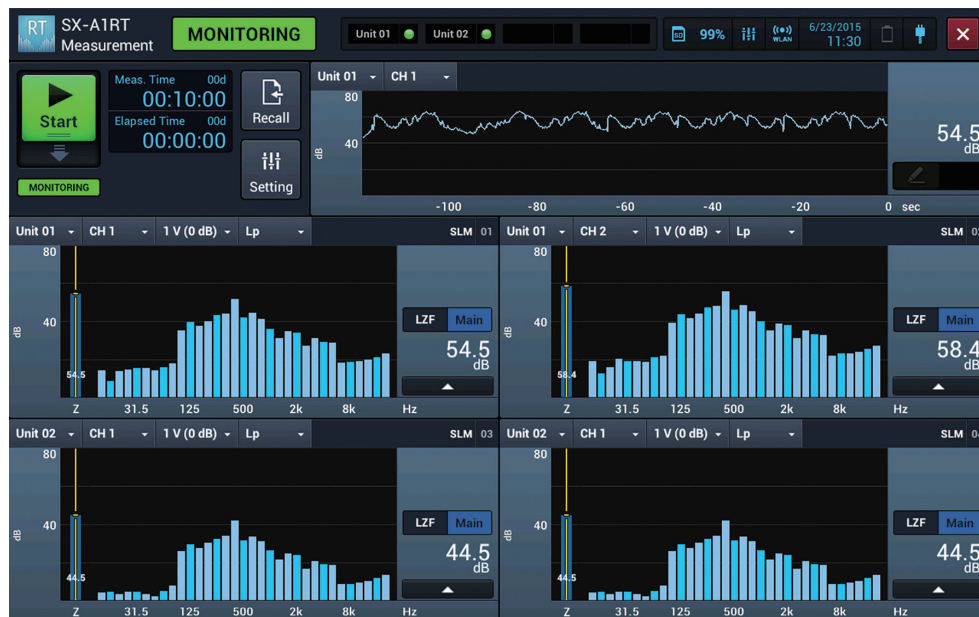 RT
SX-A1RT
Measurement
MONITORING
Unit 01
Unit 02
SD
99%
WLAN
6/23/2015
11:30
Start
MONITORING
Meas. Time 00d
00:10:00
Elapsed Time 00d
00:00:00
Recall
Setting
Unit 01 CH 1
80
40
dB
-100 -80 -60 -40 -20 0 sec
54.5
dB
Unit 01 CH 1 1 V (0 dB) Lp SLM 01
80
40
dB
54.5
Z 31.5 125 500 2k 8k Hz
LZF Main
54.5
dB
Unit 01 CH 2 1 V (0 dB) Lp SLM
80
40
dB
58.4
Z 31.5 125 500 2k 8k Hz
LZF Main
58.4
dB
Unit 02 CH 1 1 V (0 dB) Lp SLM 03
80
40
dB
44.5
Z 31.5 125 500 2k 8k Hz
LZF Main
44.5
dB
Unit 02 CH 1 1 V (0 dB) Lp SLM
80
40
dB
44.5
Z 31.5 125 500 2k 8k Hz
LZF Main
44.5
dB